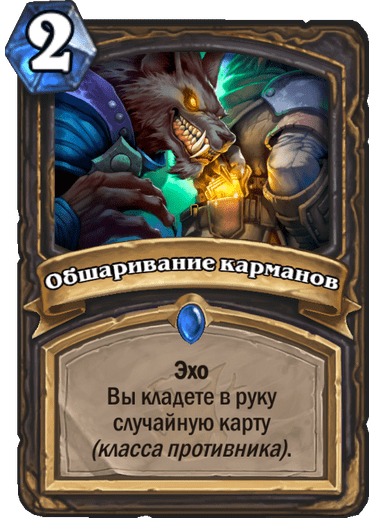 2
Обшаривание карманов
Эхо
Вы кладете в руку
случайную карту
(класса противника).